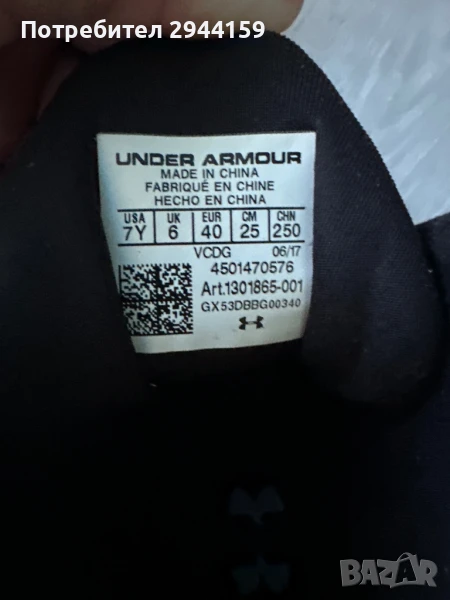 Потребител 2944159
UNDER ARMOUR
MADE IN CHINA
FABRIQUÉ EN CHINE
HECHO EN CHINA
USA UK EUR CM CHN
7Y 6 40 25 250
VCDG 06/17
4501470576
Art.1301865-001
GX53DBBG00340
BAZAR